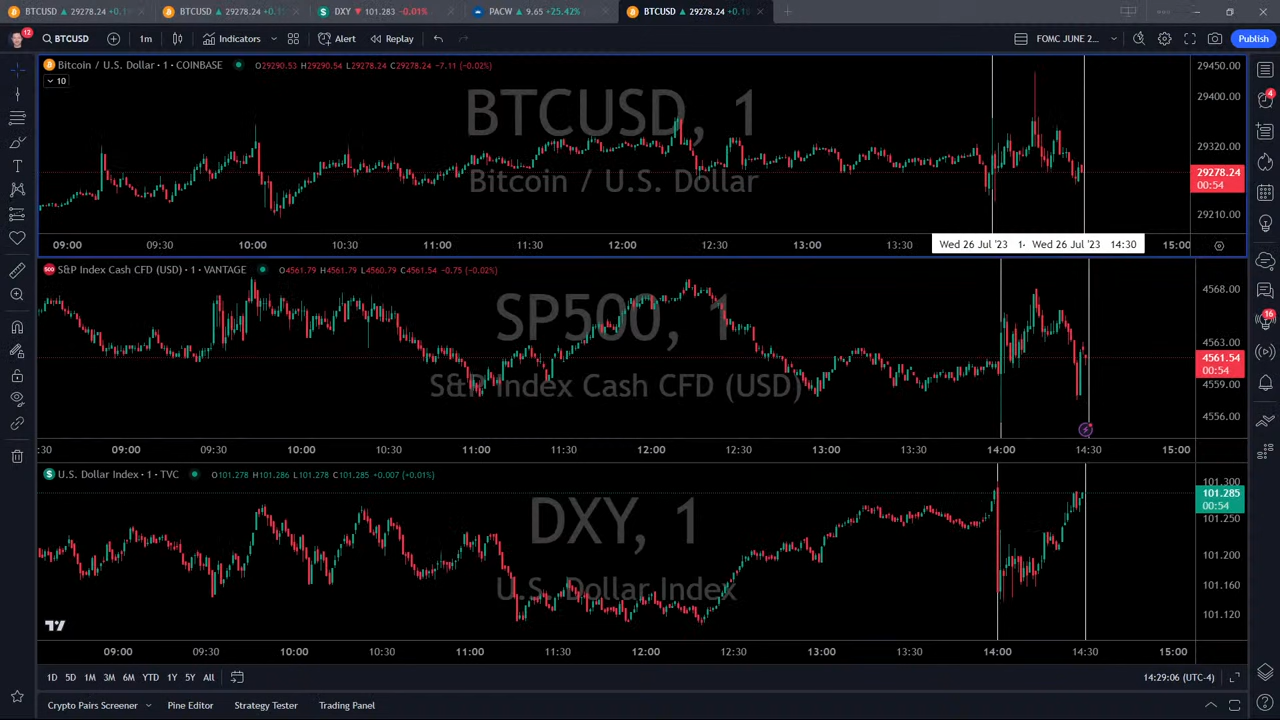 BTCUSD ▲ 29278.24
BTCUSD ▲ 29278.24
DXY ▼ 101.283 −0.01%
PACW ▲ 9.65 +25.42%
BTCUSD ▲ 29278.24
12
BTCUSD
1m
Indicators
Alert
Replay
FOMC JUNE 2...
Publish
Bitcoin / U.S. Dollar · 1 · COINBASE
O29290.53 H29290.54 L29278.24 C29278.24 −7.11 (−0.02%)
10
BTCUSD, 1
Bitcoin / U.S. Dollar
29450.00
29400.00
29320.00
29278.24
00:54
29210.00
09:00 09:30 10:00 10:30 11:00 11:30 12:00 12:30 13:00 13:30 Wed 26 Jul '23 Wed 26 Jul '23 14:30 15:00
500 S&P Index Cash CFD (USD) · 1 · VANTAGE
O4561.79 H4561.79 L4560.79 C4561.54 −0.75 (−0.02%)
SP500, 1
S&P Index Cash CFD (USD)
4568.00
4563.00
4561.54
00:54
4559.00
4556.00
:30 09:00 09:30 10:00 10:30 11:00 11:30 12:00 12:30 13:00 13:30 14:00 14:30 15:00
U.S. Dollar Index · 1 · TVC
O101.278 H101.286 L101.278 C101.285 +0.007 (+0.01%)
DXY, 1
U.S. Dollar Index
101.300
101.285
00:54
101.250
101.200
101.160
101.120
09:00 09:30 10:00 10:30 11:00 11:30 12:00 12:30 13:00 13:30 14:00 14:30 15:00
1D 5D 1M 3M 6M YTD 1Y 5Y All
14:29:06 (UTC-4)
Crypto Pairs Screener
Pine Editor
Strategy Tester
Trading Panel
4
16